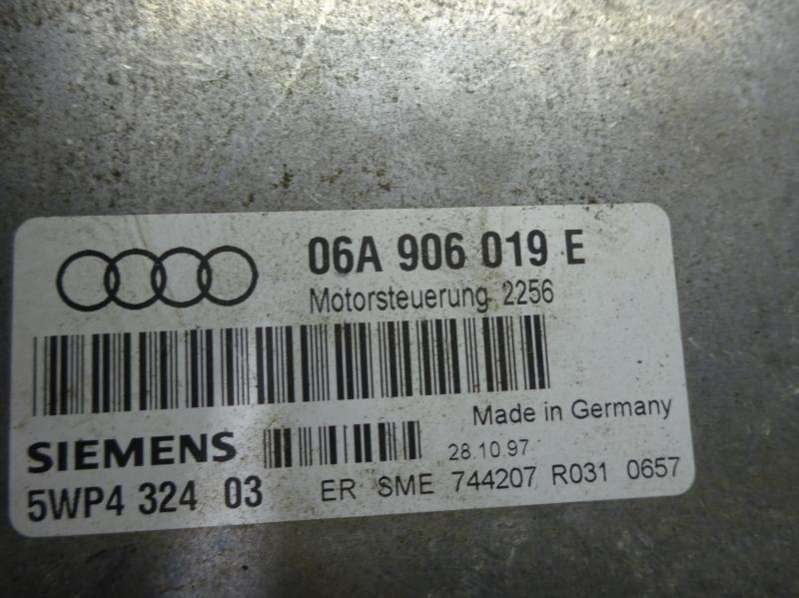 06A 906 019 E
Motorsteuerung 2256
Made in Germany
SIEMENS
28.10.97
5WP4 324 03
ER SME 744207 R031 0657